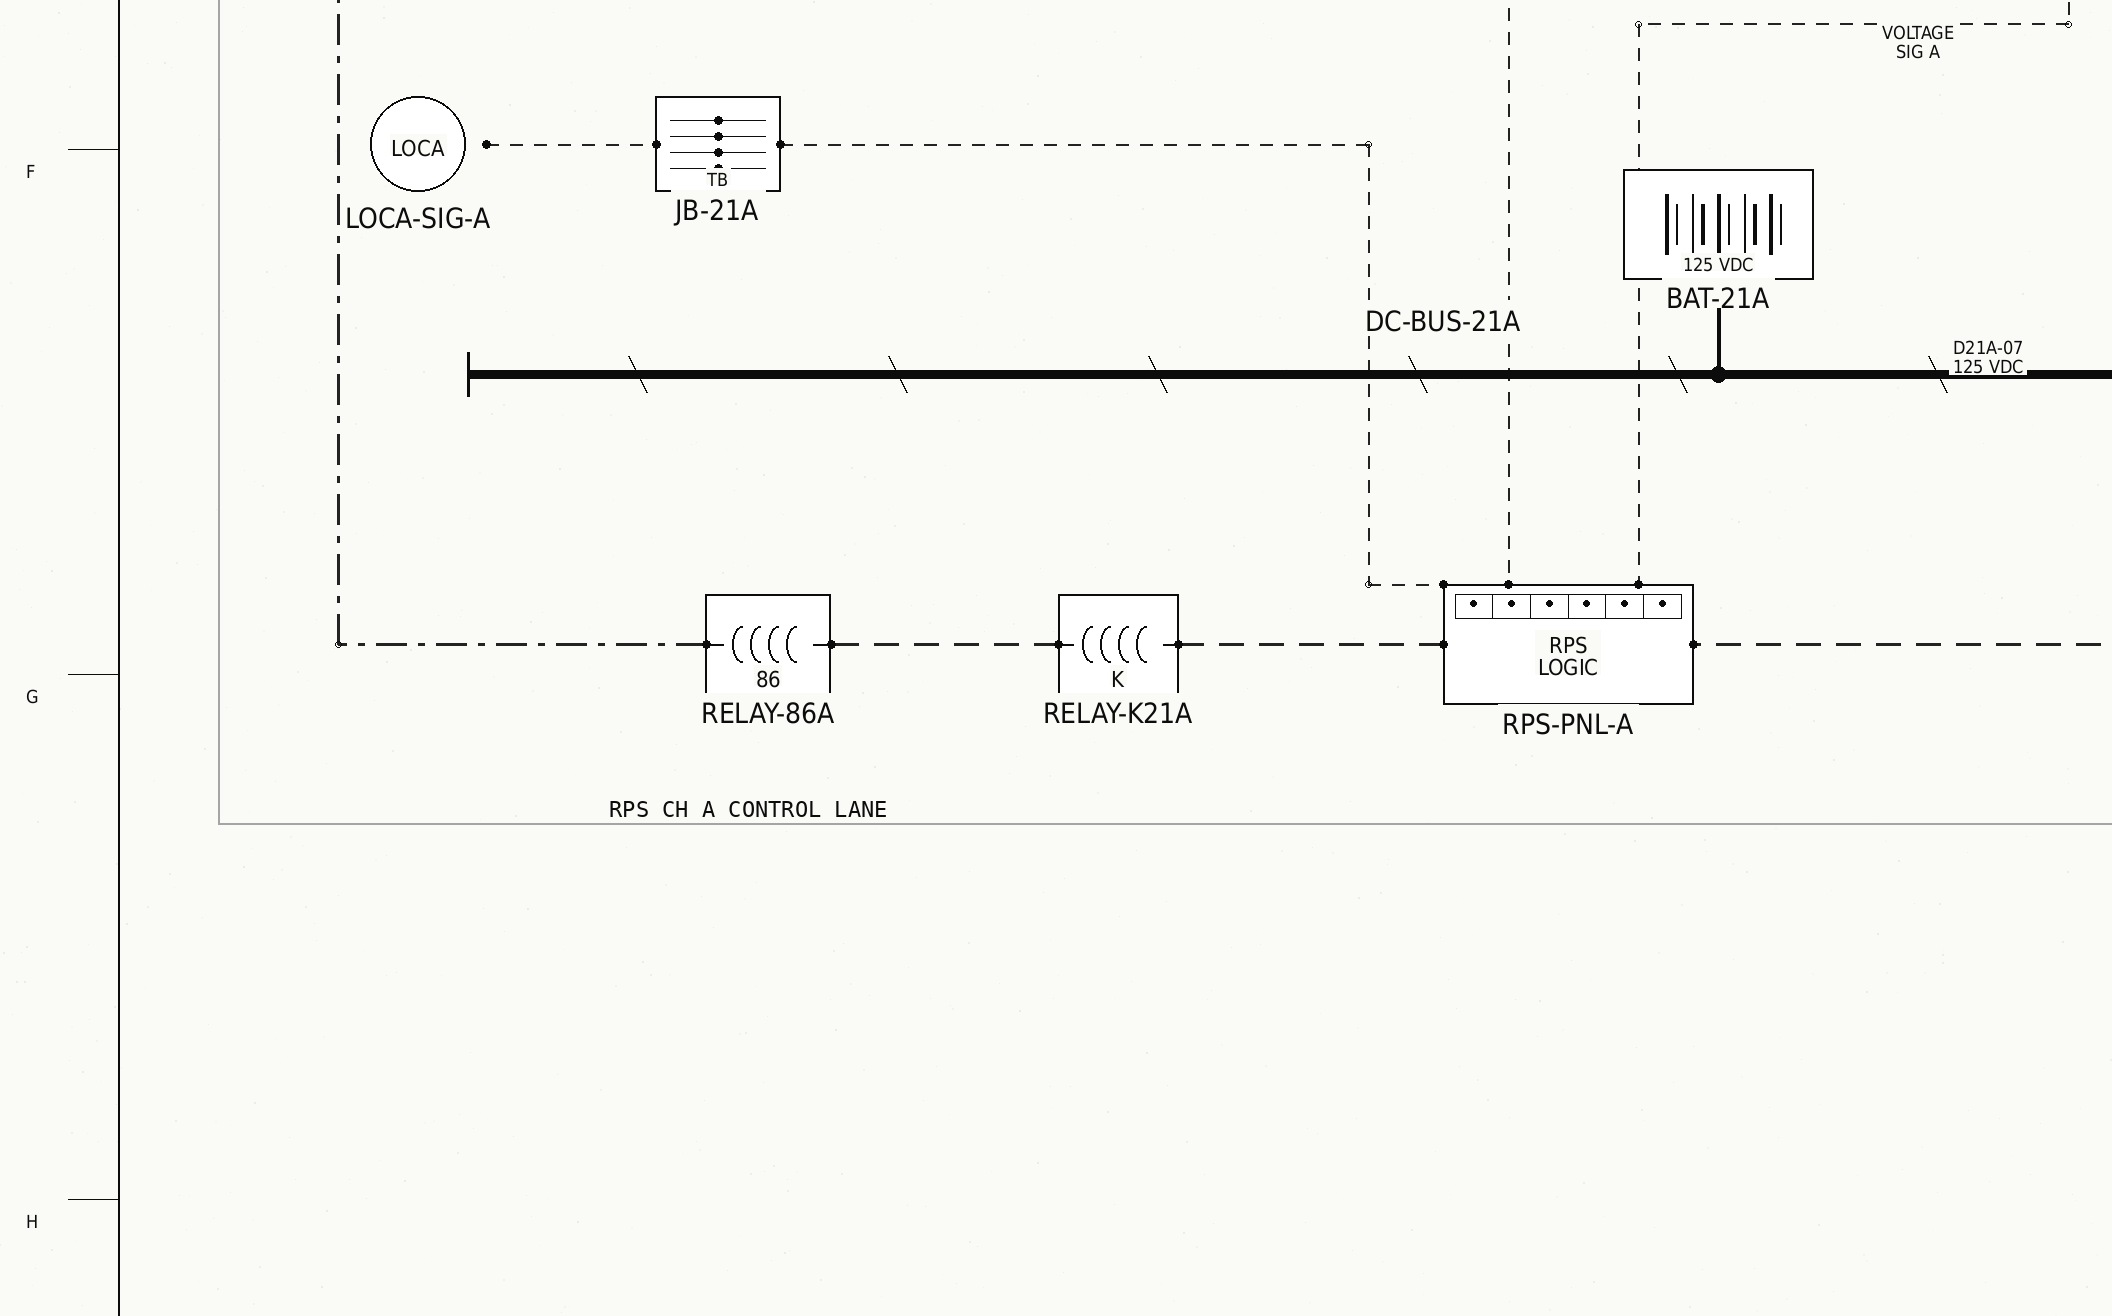 VOLTAGE
SIG A
F
LOCA
LOCA-SIG-A
TB
JB-21A
125 VDC
BAT-21A
DC-BUS-21A
D21A-07
125 VDC
G
86
RELAY-86A
K
RELAY-K21A
RPS
LOGIC
RPS-PNL-A
RPS CH A CONTROL LANE
H